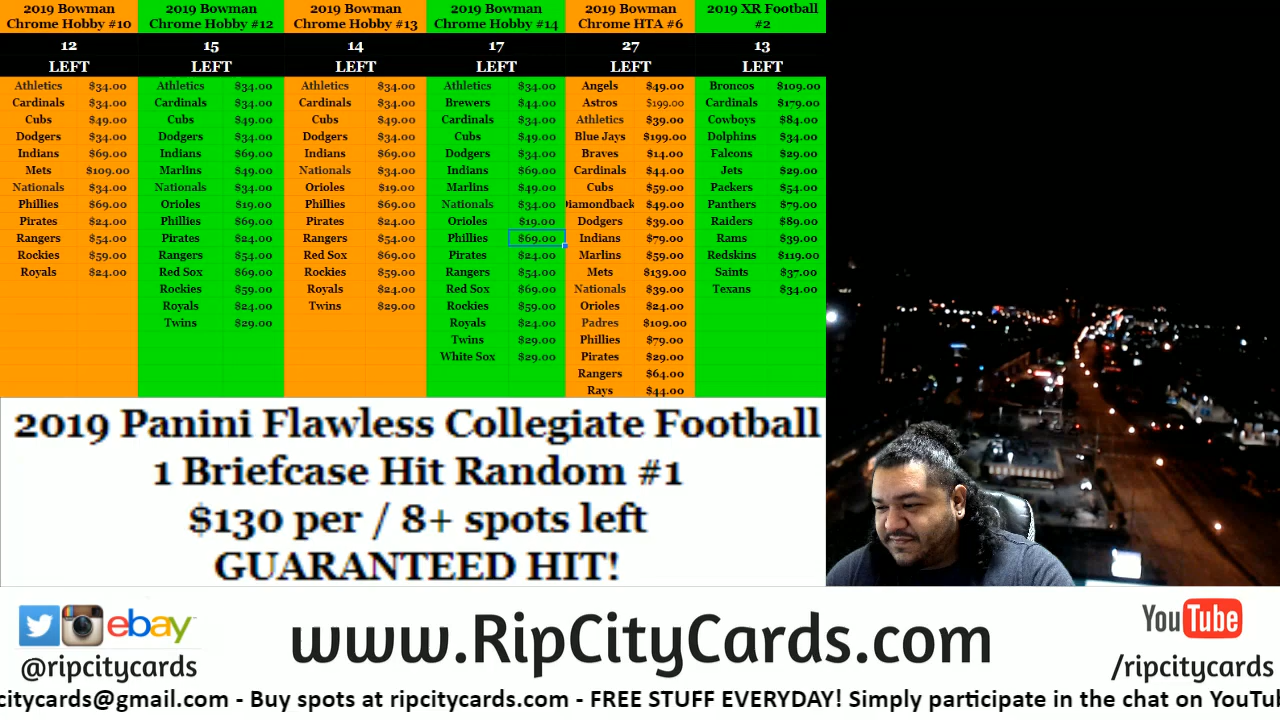 2019 Bowman Chrome Hobby #10
12
LEFT
Athletics $34.00
Cardinals $34.00
Cubs $49.00
Dodgers $34.00
Indians $69.00
Mets $109.00
Nationals $34.00
Phillies $69.00
Pirates $24.00
Rangers $54.00
Rockies $59.00
Royals $24.00
2019 Bowman Chrome Hobby #12
15
LEFT
Athletics $34.00
Cardinals $34.00
Cubs $49.00
Dodgers $34.00
Indians $69.00
Marlins $49.00
Nationals $34.00
Orioles $19.00
Phillies $69.00
Pirates $24.00
Rangers $54.00
Red Sox $69.00
Rockies $59.00
Royals $24.00
Twins $29.00
2019 Bowman Chrome Hobby #13
14
LEFT
Athletics $34.00
Cardinals $34.00
Cubs $49.00
Dodgers $34.00
Indians $69.00
Nationals $34.00
Orioles $19.00
Phillies $69.00
Pirates $24.00
Rangers $54.00
Red Sox $69.00
Rockies $59.00
Royals $24.00
Twins $29.00
2019 Bowman Chrome Hobby #14
17
LEFT
Athletics $34.00
Brewers $44.00
Cardinals $34.00
Cubs $49.00
Dodgers $34.00
Indians $69.00
Marlins $49.00
Nationals $34.00
Orioles $19.00
Phillies $69.00
Pirates $24.00
Rangers $54.00
Red Sox $69.00
Rockies $59.00
Royals $24.00
Twins $29.00
White Sox $29.00
2019 Bowman Chrome HTA #6
27
LEFT
Angels $49.00
Astros $199.00
Athletics $39.00
Blue Jays $199.00
Braves $14.00
Cardinals $44.00
Cubs $59.00
Diamondback $49.00
Dodgers $39.00
Indians $79.00
Marlins $59.00
Mets $139.00
Nationals $39.00
Orioles $24.00
Padres $109.00
Phillies $79.00
Pirates $29.00
Rangers $64.00
Rays $44.00
2019 XR Football #2
13
LEFT
Broncos $109.00
Cardinals $179.00
Cowboys $84.00
Dolphins $34.00
Falcons $29.00
Jets $29.00
Packers $54.00
Panthers $79.00
Raiders $89.00
Rams $39.00
Redskins $119.00
Saints $37.00
Texans $34.00
2019 Panini Flawless Collegiate Football
1 Briefcase Hit Random #1
$130 per / 8+ spots left
GUARANTEED HIT!
ebay
@ripcitycards
www.RipCityCards.com
YouTube
/ripcitycards
citycards@gmail.com - Buy spots at ripcitycards.com - FREE STUFF EVERYDAY! Simply participate in the chat on YouTu